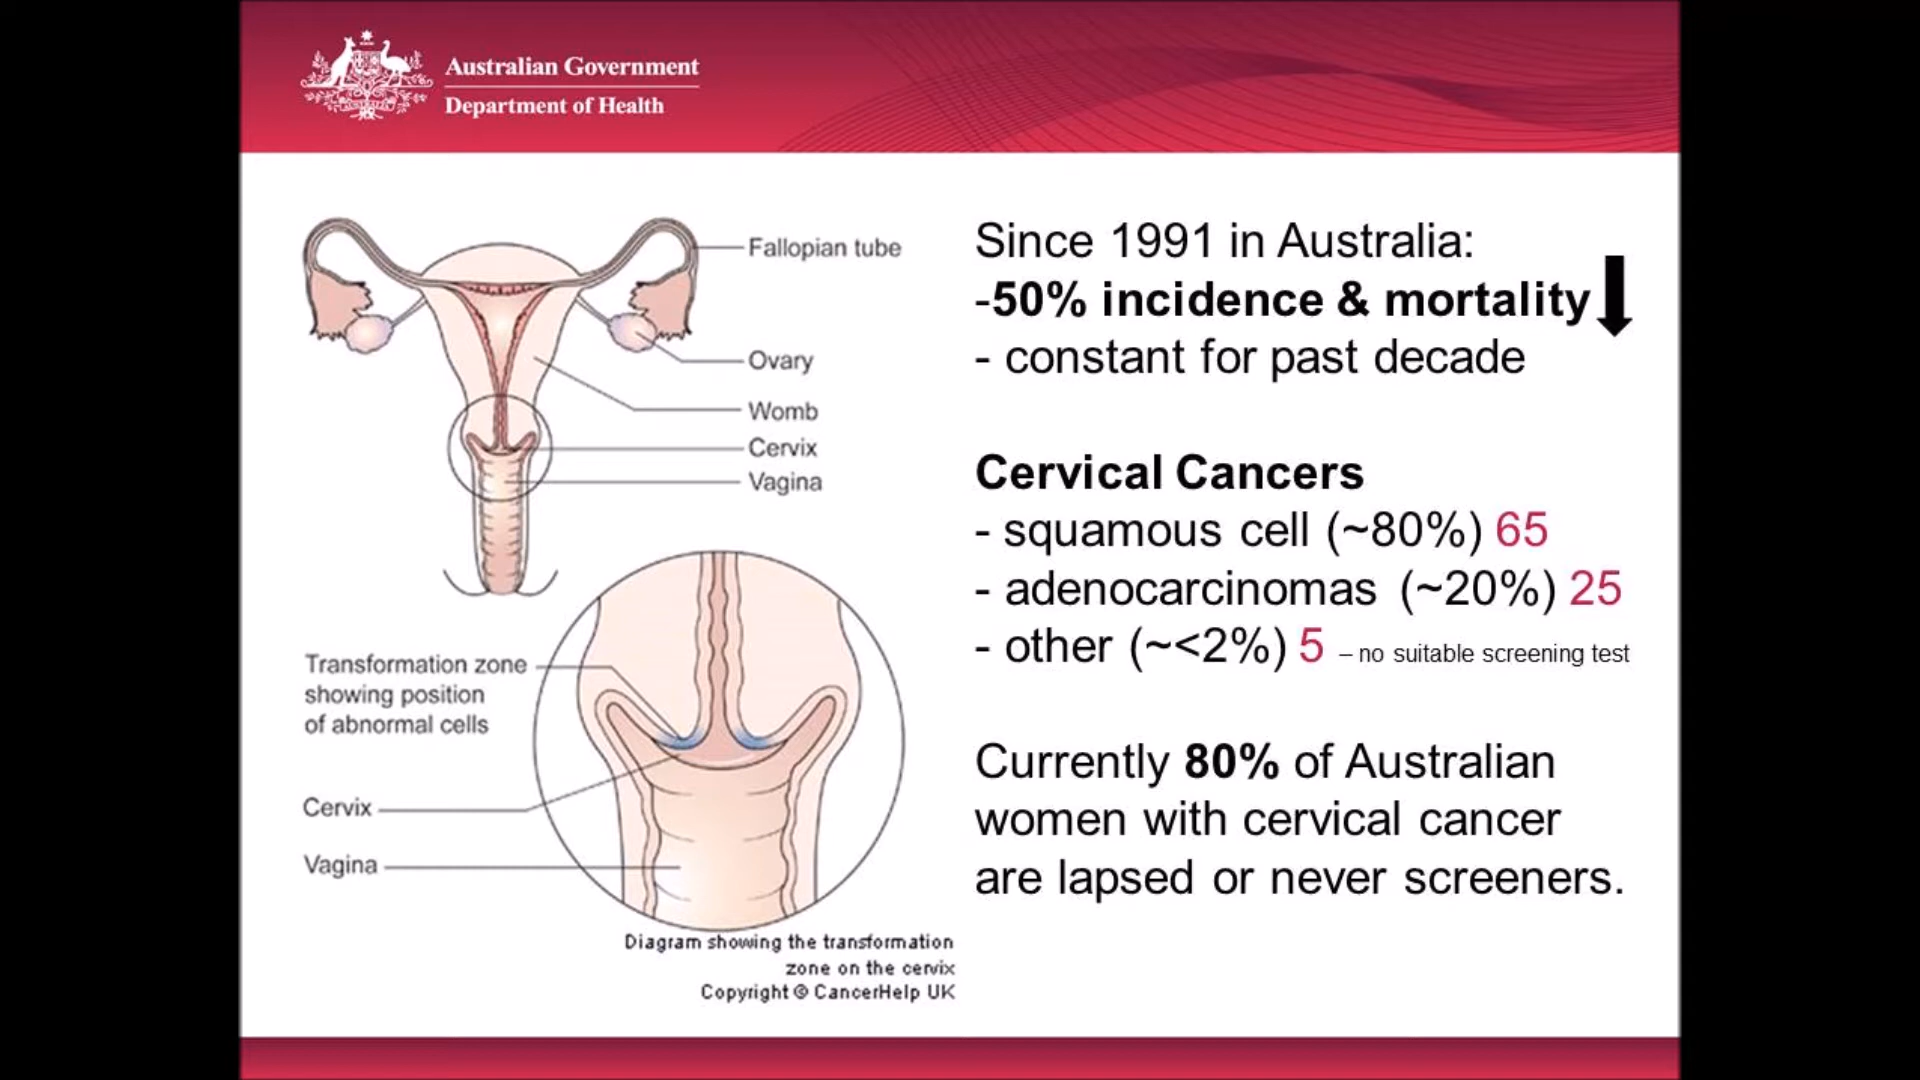 Australian Government
Department of Health
Fallopian tube
Ovary
Womb
Cervix
Vagina
Transformation zone
showing position
of abnormal cells
Cervix
Vagina
Diagram showing the transformation
zone on the cervix
Copyright © CancerHelp UK
Since 1991 in Australia:
-50% incidence & mortality
- constant for past decade
Cervical Cancers
- squamous cell (~80%) 65
- adenocarcinomas (~20%) 25
- other (~<2%) 5 – no suitable screening test
Currently 80% of Australian
women with cervical cancer
are lapsed or never screeners.